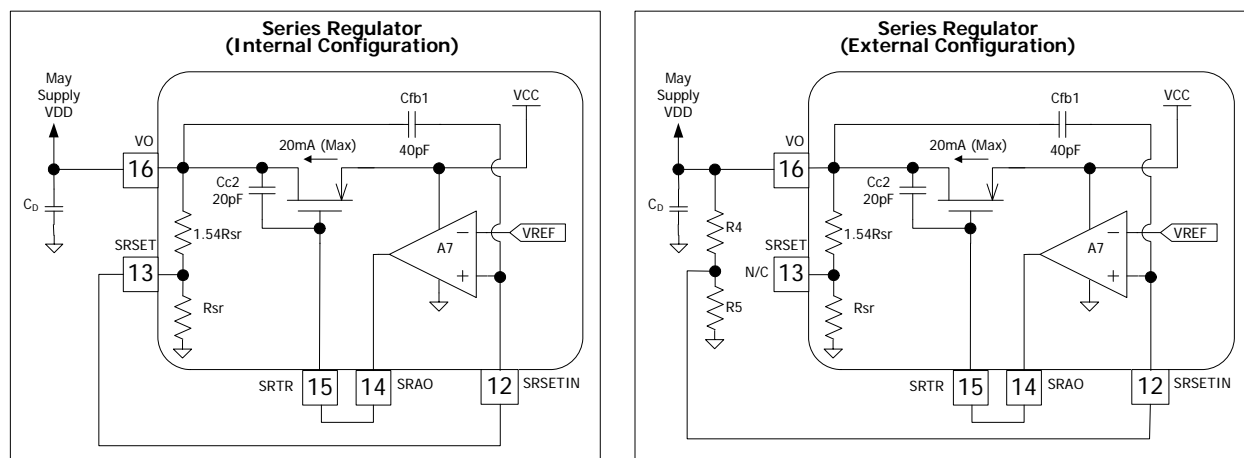 Series Regulator
(Internal Configuration)
May
Supply
VDD
VO
16
CD
SRSET
13
1.54Rsr
Rsr
Cc2
20pF
20mA (Max)
Cfb1
40pF
VCC
A7
−
+
VREF
SRTR
15
14
SRAO
12
SRSETIN
Series Regulator
(External Configuration)
May
Supply
VDD
VO
16
CD
R4
R5
SRSET
N/C
13
1.54Rsr
Rsr
Cc2
20pF
20mA (Max)
Cfb1
40pF
VCC
A7
−
+
VREF
SRTR
15
14
SRAO
12
SRSETIN